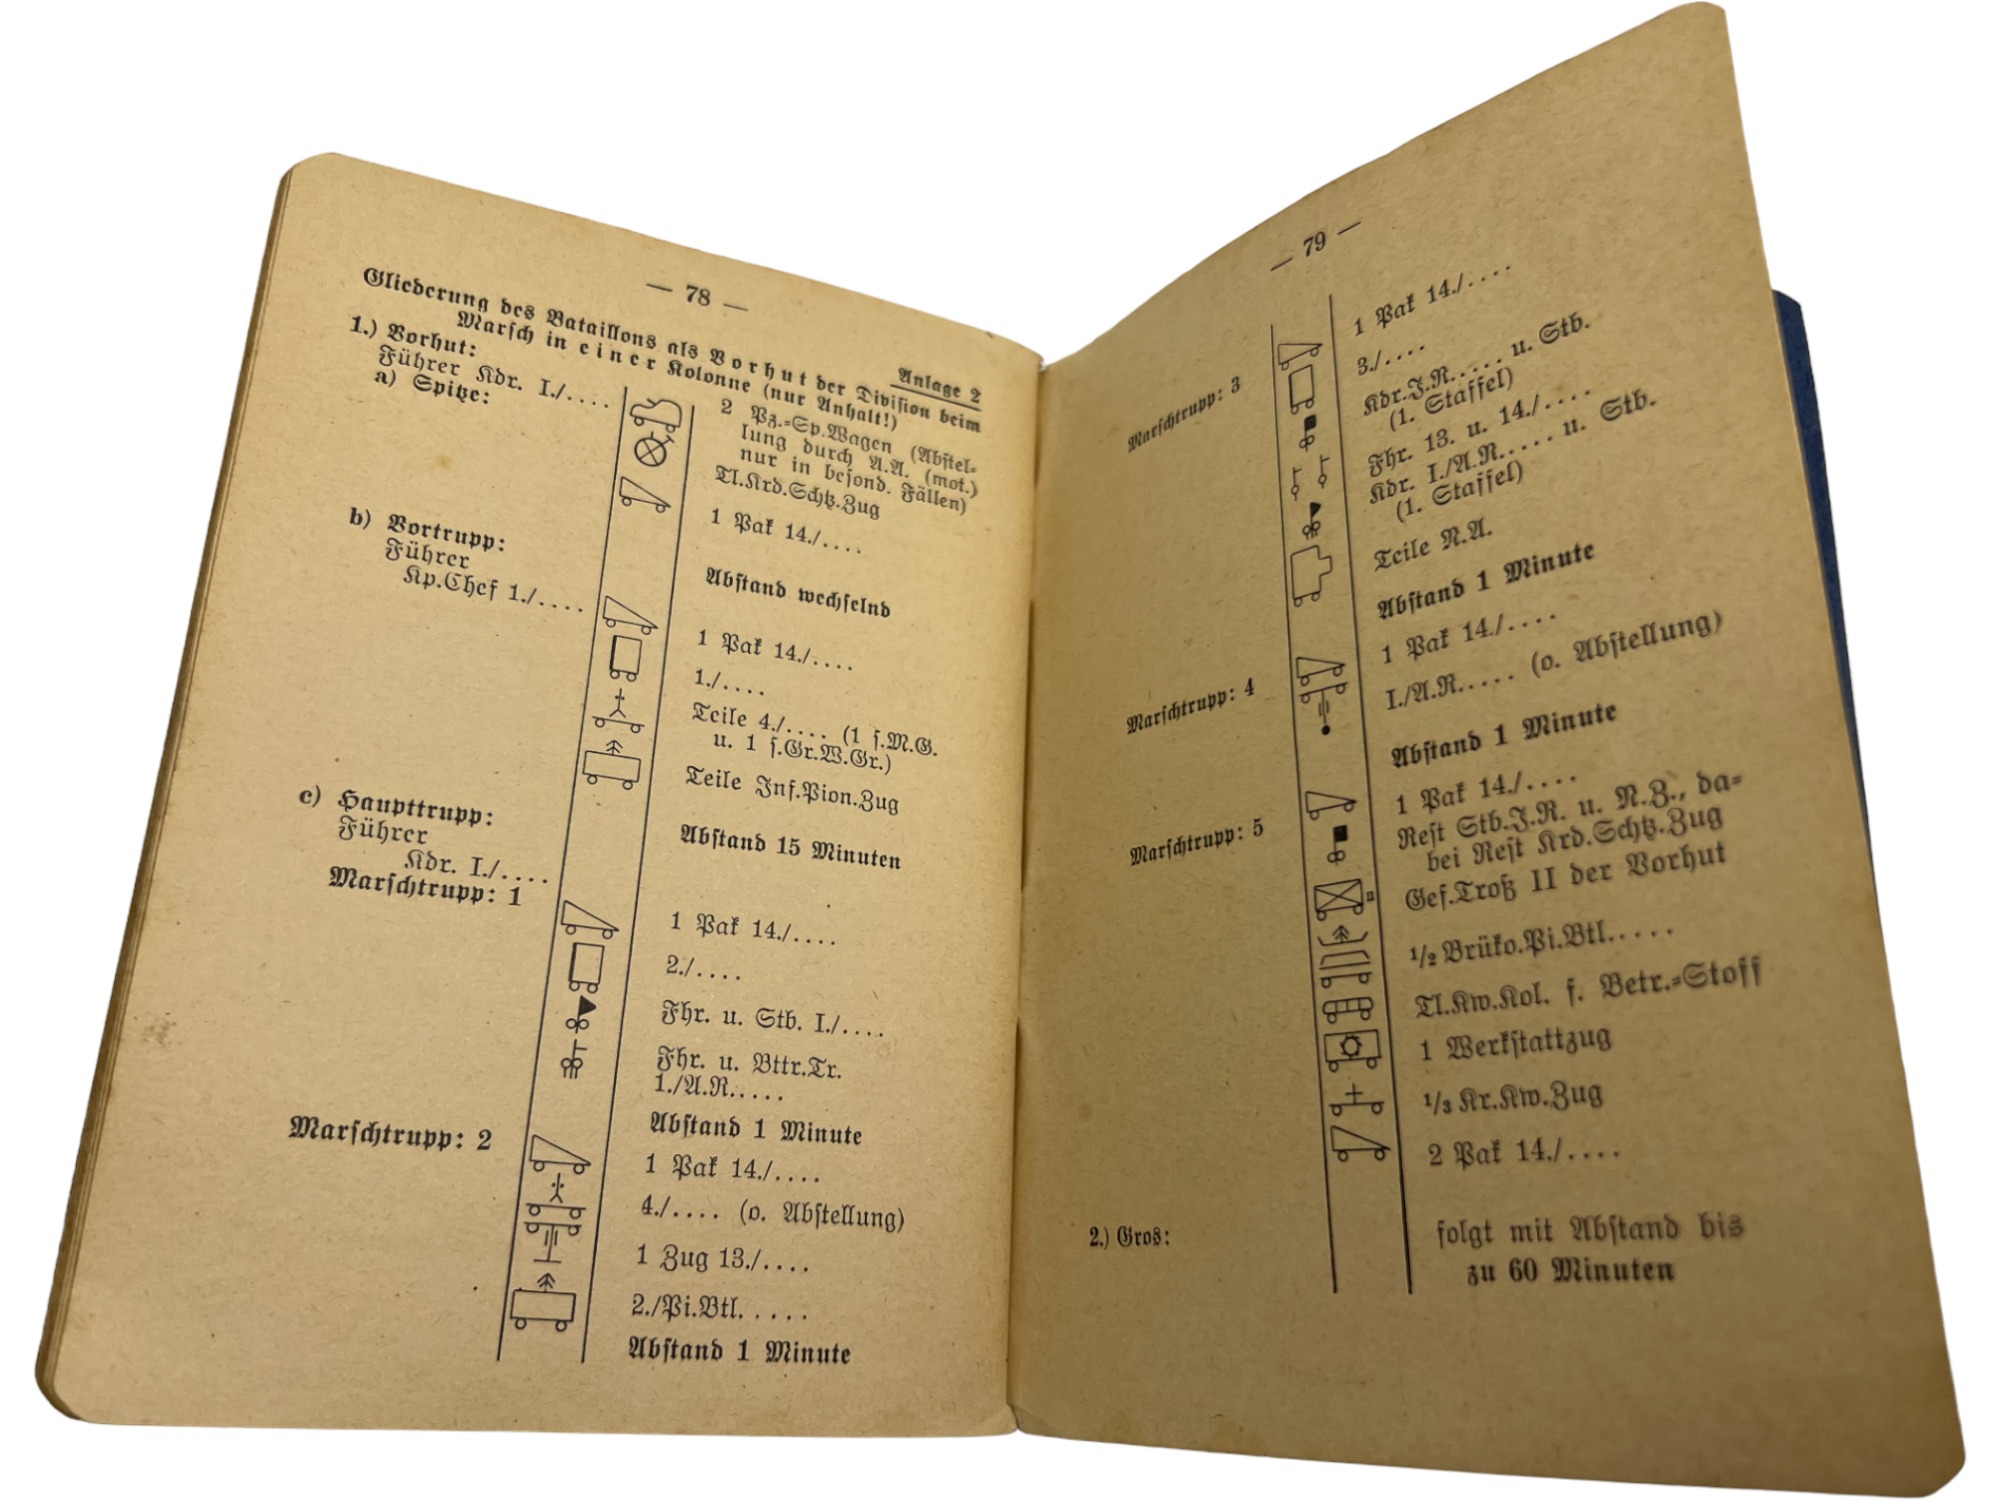 — 78 —
Anlage 2
Gliederung des Bataillons als Vorhut der Division beim
Marsch in einer Kolonne (nur Anhalt!)
1.) Vorhut:
Führer Kdr. I./....
a) Spitze:
2 Pz.=Sp.Wagen (Abstel=
lung durch A.A. (mot.)
nur in besond. Fällen)
Tl.Krd.Schtz.Zug
1 Pak 14./....
Abstand wechselnd
b) Vortrupp:
Führer
Kp.Chef 1./....
1 Pak 14./....
1./....
Teile 4./.... (1 s.M.G.
u. 1 s.Gr.W.Gr.)
Teile Inf.Pion.Zug
Abstand 15 Minuten
c) Haupttrupp:
Führer
Kdr. I./....
Marschtrupp: 1
1 Pak 14./....
2./....
Fhr. u. Stb. I./....
Fhr. u. Bttr.Tr.
1./A.R.....
Abstand 1 Minute
Marschtrupp: 2
1 Pak 14./....
4./.... (o. Abstellung)
1 Zug 13./....
2./Pi.Btl.....
Abstand 1 Minute
— 79 —
Marschtrupp: 3
1 Pak 14./....
3./....
Kdr.I.R..... u. Stb.
(1. Staffel)
Fhr. 13. u. 14./....
Kdr. I./A.R..... u. Stb.
(1. Staffel)
Teile N.A.
Abstand 1 Minute
Marschtrupp: 4
1 Pak 14./....
I./A.R..... (o. Abstellung)
Abstand 1 Minute
Marschtrupp: 5
1 Pak 14./....
Rest Stb.I.R. u. N.Z., da=
bei Rest Krd.Schtz.Zug
Gef.Troß II der Vorhut
1/2 Brüko.Pi.Btl.....
Tl.Kw.Kol. f. Betr.=Stoff
1 Werkstattzug
1/3 Kr.Kw.Zug
2 Pak 14./....
2.) Gros:
folgt mit Abstand bis
zu 60 Minuten